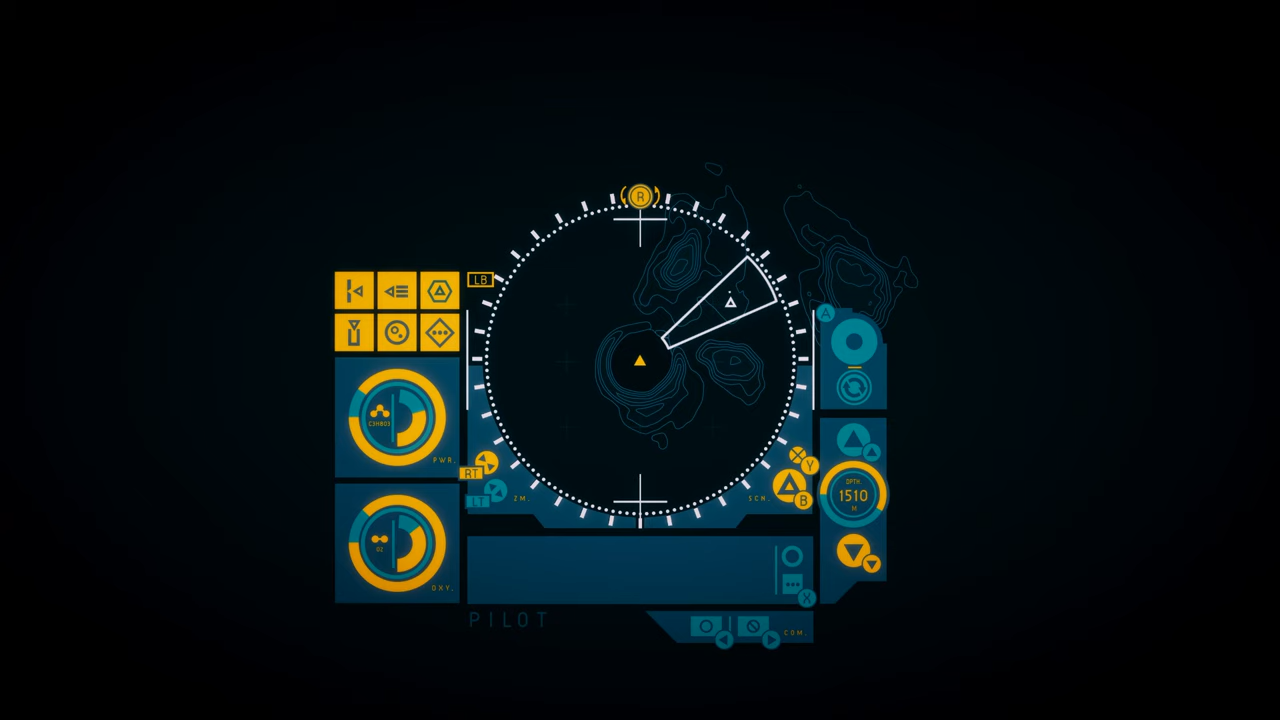 R
LB
A
C3H8O3
PWR.
RT
LT
ZM.
Y
SCN.
B
DPTH.
1510
M
O2
OXY.
X
PILOT
COM.